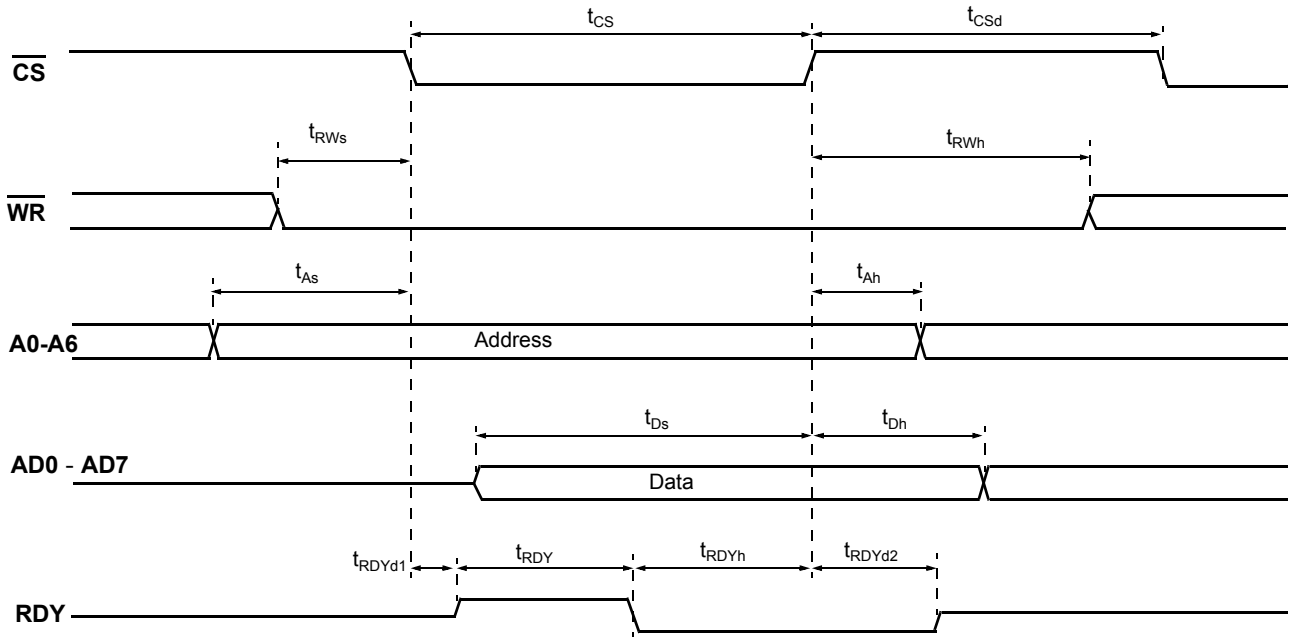 tCS tCSd
CS
tRWs tRWh
WR
tAs tAh
A0-A6 Address
tDs tDh
AD0 - AD7 Data
tRDYd1 tRDY tRDYh tRDYd2
RDY